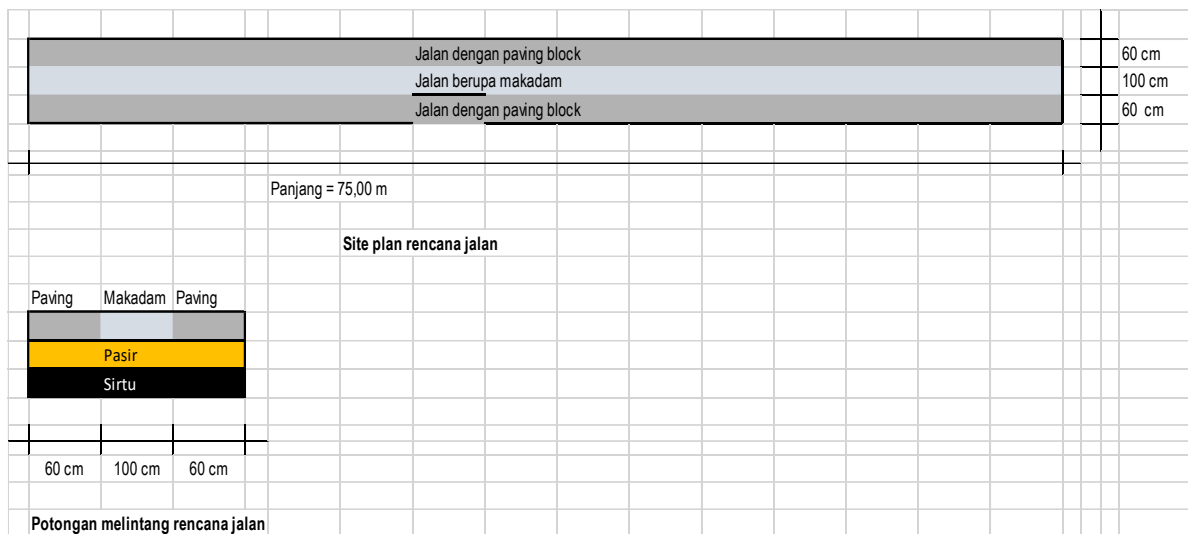 Jalan dengan paving block 60 cm
Jalan berupa makadam 100 cm
Jalan dengan paving block 60 cm
Panjang = 75,00 m
Site plan rencana jalan
Paving Makadam Paving
Pasir
Sirtu
60 cm 100 cm 60 cm
Potongan melintang rencana jalan